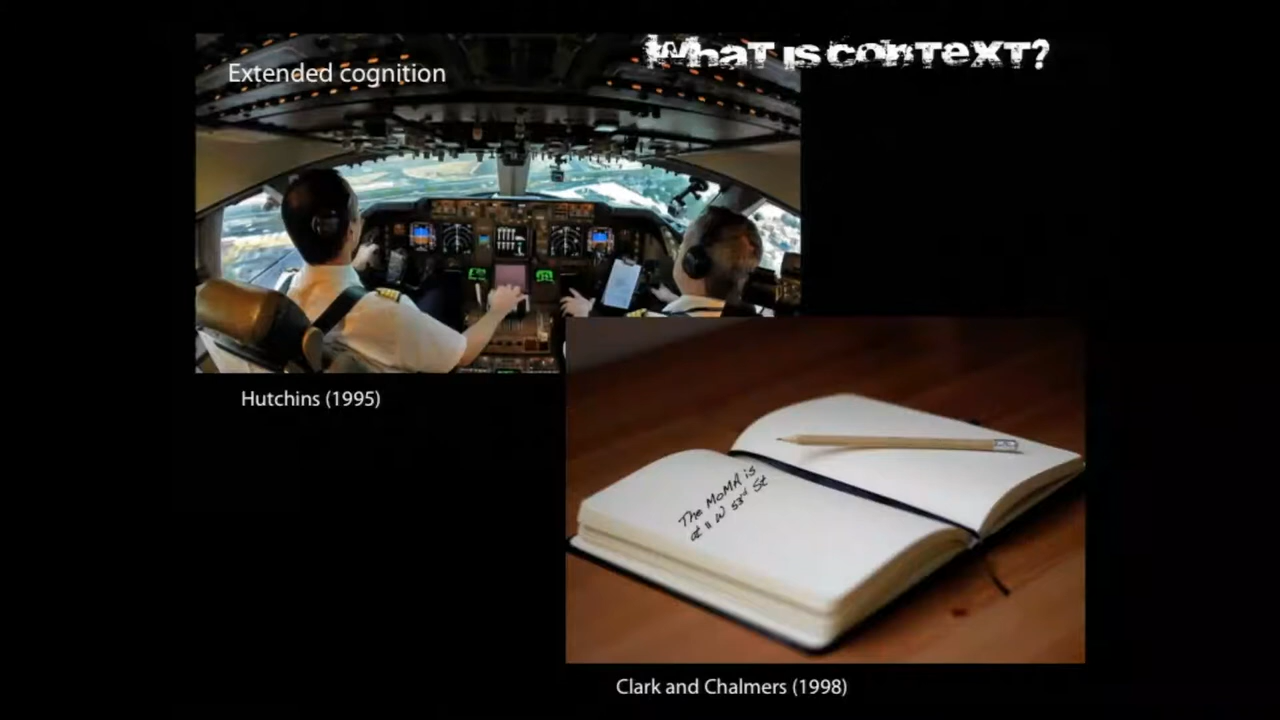 WhaT is conTeXT?
Extended cognition
Hutchins (1995)
The MoMA is
at 11 W 53rd St
Clark and Chalmers (1998)